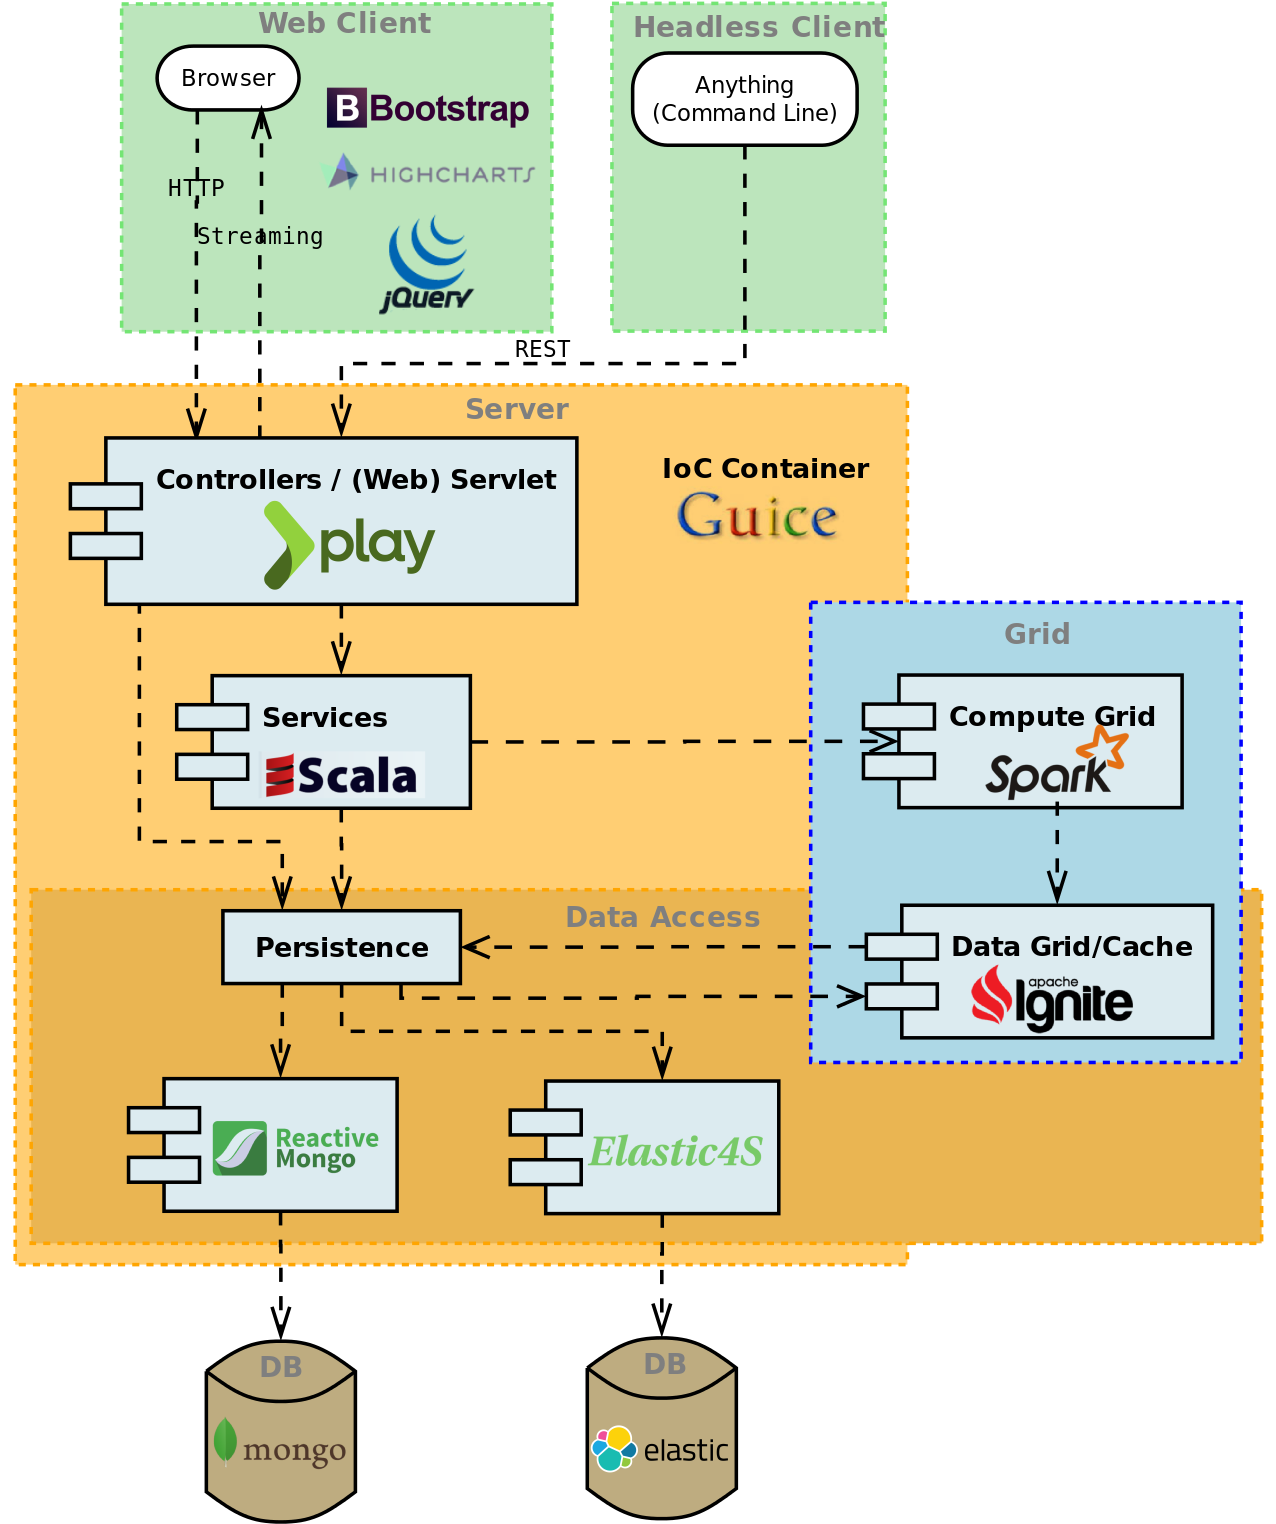 Web Client
Headless Client
Browser
Anything
(Command Line)
B Bootstrap
HIGHCHARTS
HTTP
Streaming
jQuery
REST
Server
Controllers / (Web) Servlet
play
IoC Container
Guice
Grid
Services
Scala
Compute Grid
Spark
Data Access
Persistence
Data Grid/Cache
apache
Ignite
Reactive
Mongo
Elastic4S
DB
mongo
DB
elastic